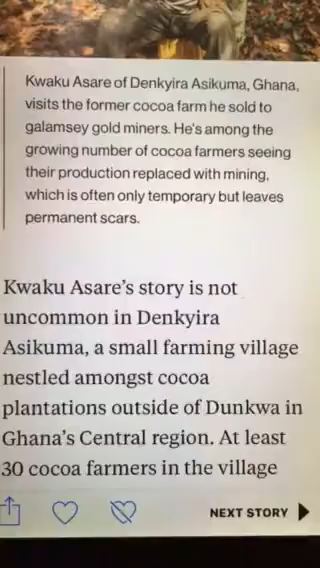 Kwaku Asare of Denkyira Asikuma, Ghana,
visits the former cocoa farm he sold to
galamsey gold miners. He's among the
growing number of cocoa farmers seeing
their production replaced with mining,
which is often only temporary but leaves
permanent scars.
Kwaku Asare's story is not
uncommon in Denkyira
Asikuma, a small farming village
nestled amongst cocoa
plantations outside of Dunkwa in
Ghana's Central region. At least
30 cocoa farmers in the village
NEXT STORY